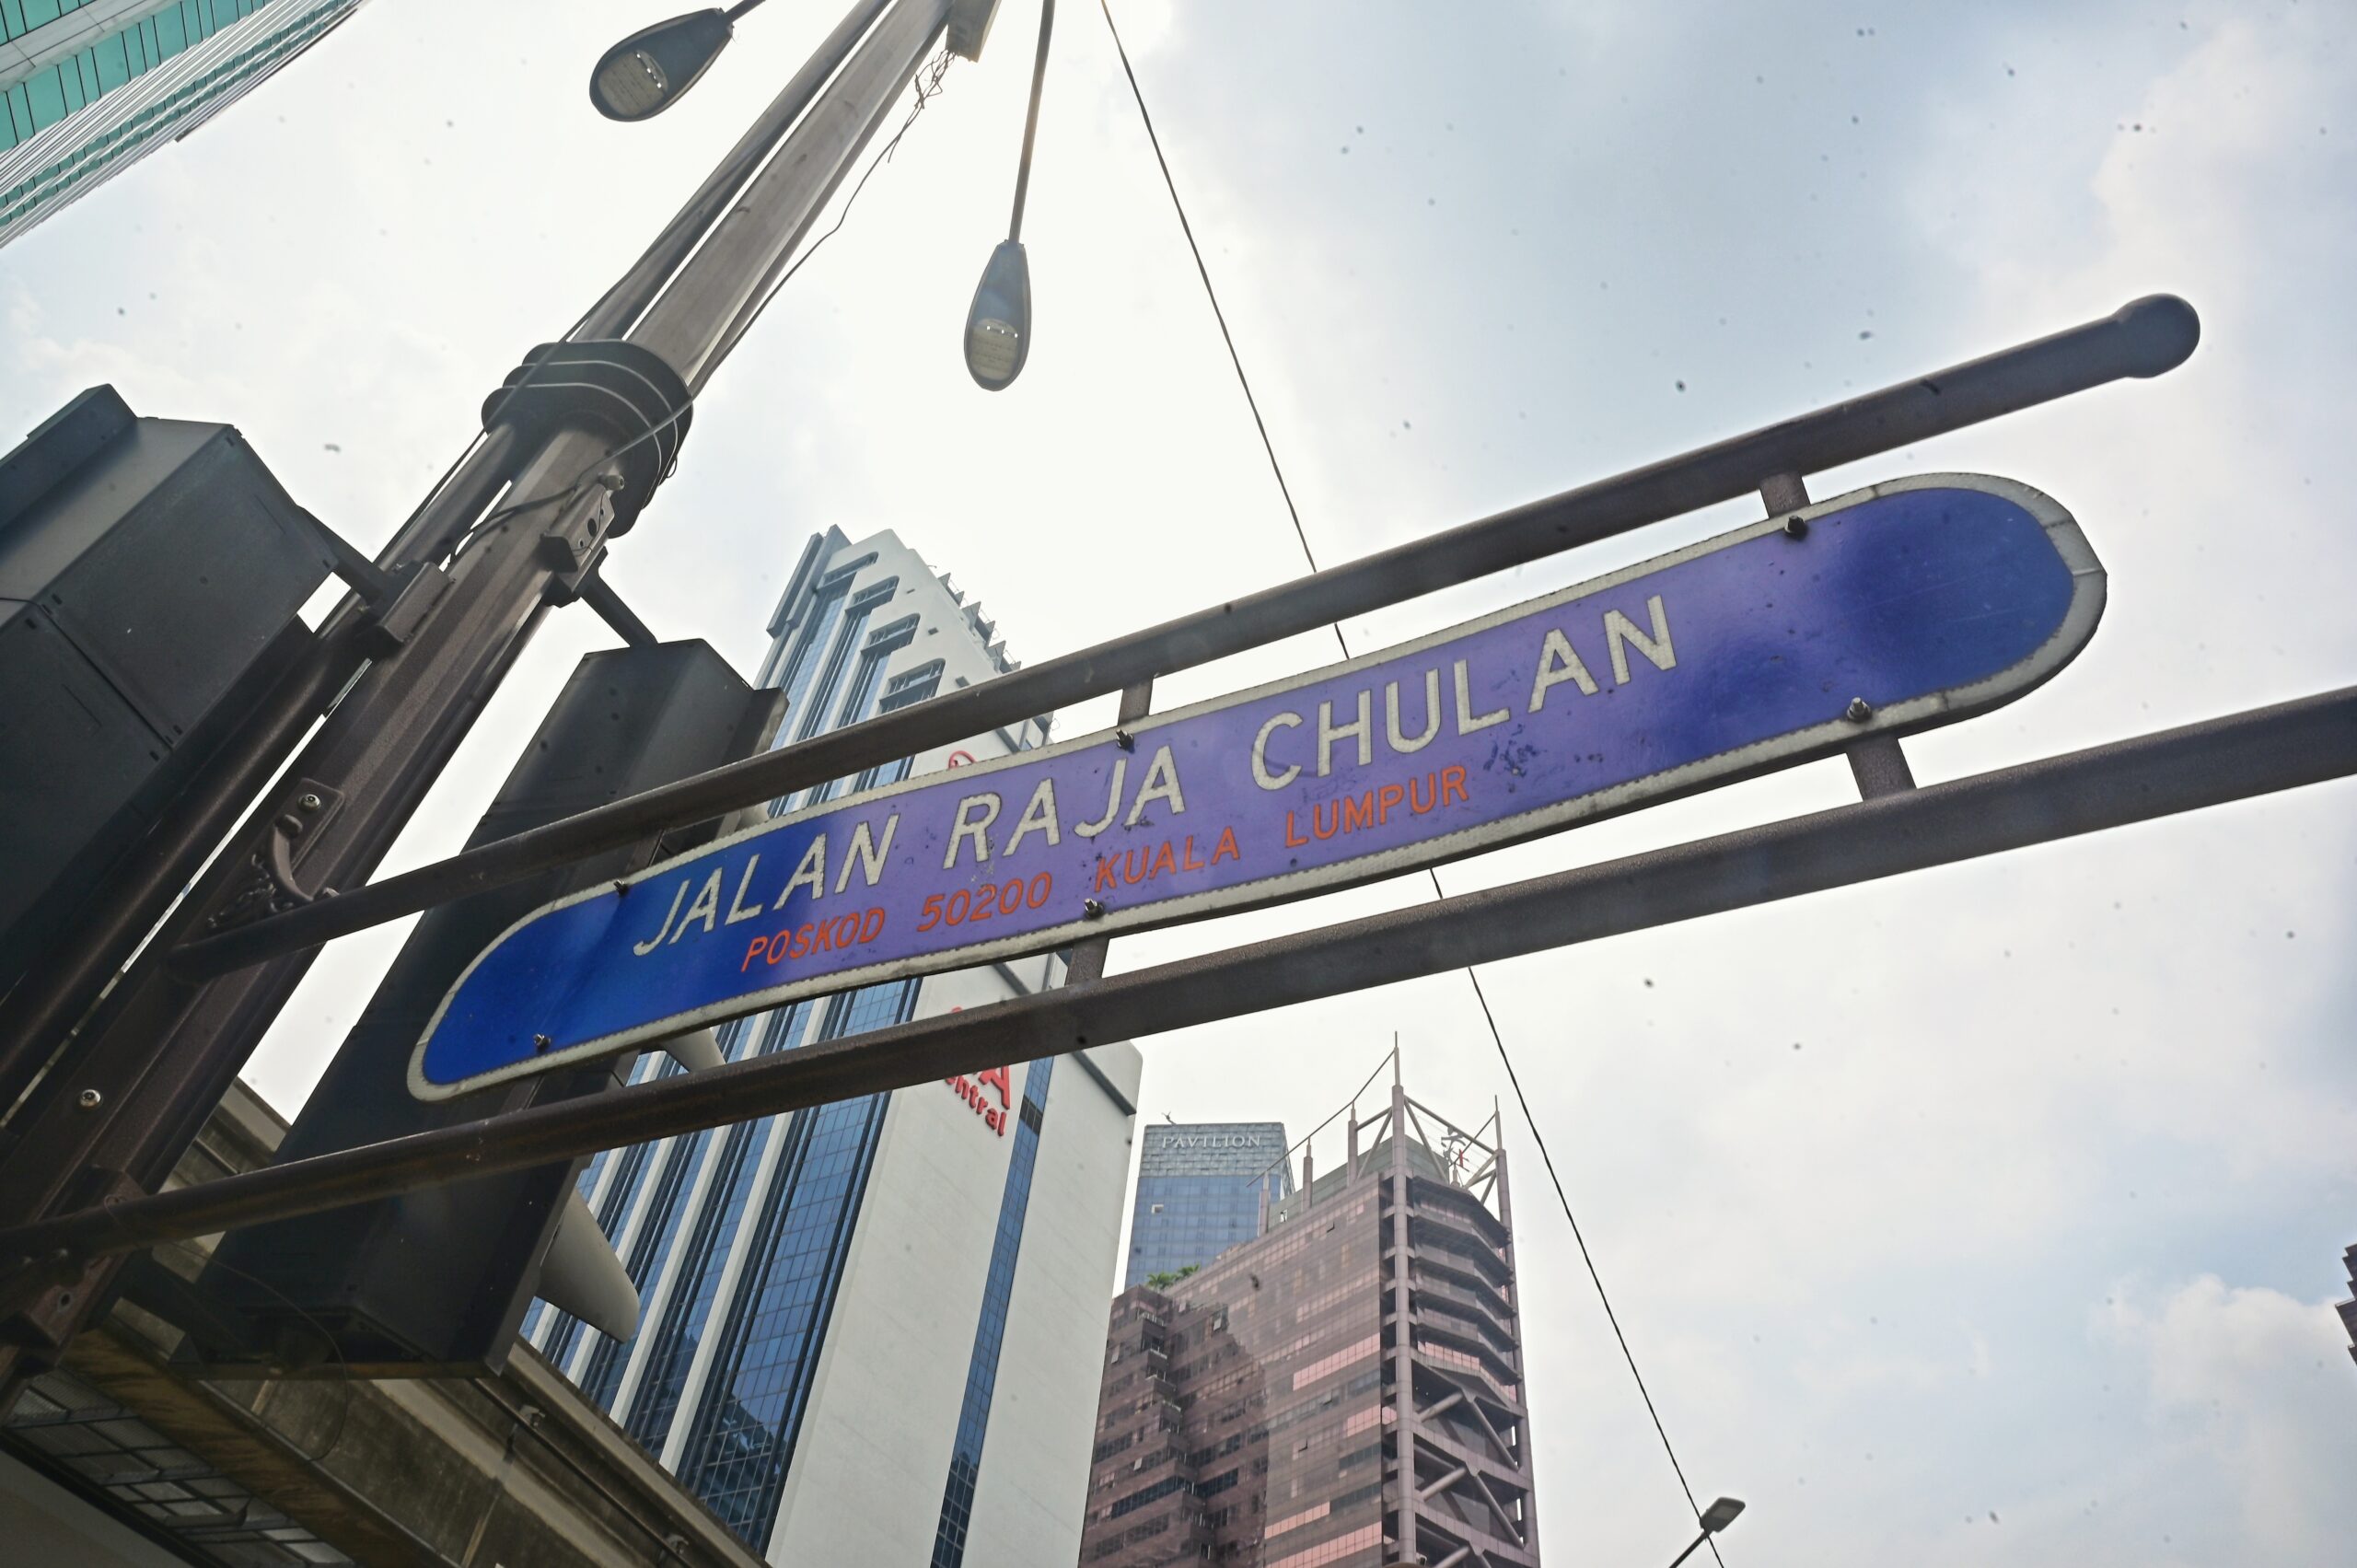 JALAN RAJA CHULAN
POSKOD 50200 KUALA LUMPUR
PAVILION